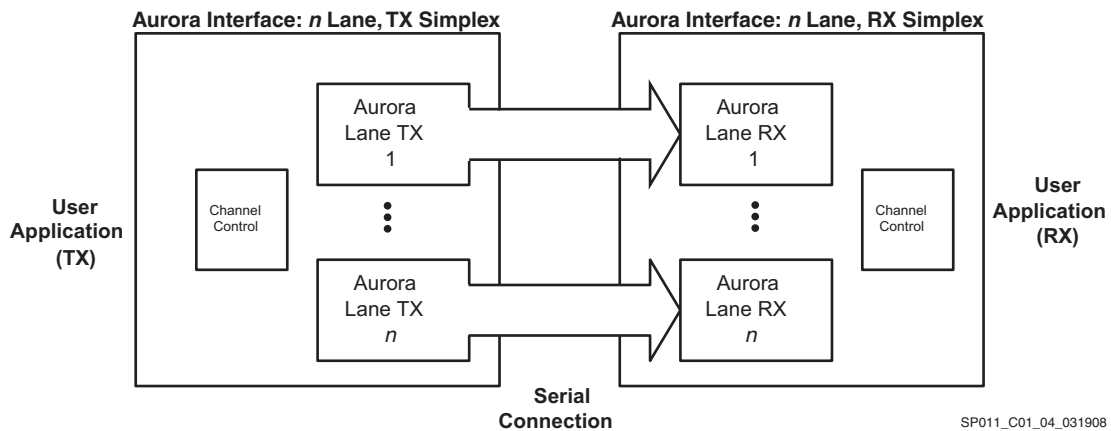 Aurora Interface: n Lane, TX Simplex
Aurora Interface: n Lane, RX Simplex
Aurora
Lane TX
1
Aurora
Lane RX
1
User
Application
(TX)
Channel
Control
Channel
Control
User
Application
(RX)
Aurora
Lane TX
n
Aurora
Lane RX
n
Serial
Connection
SP011_C01_04_031908